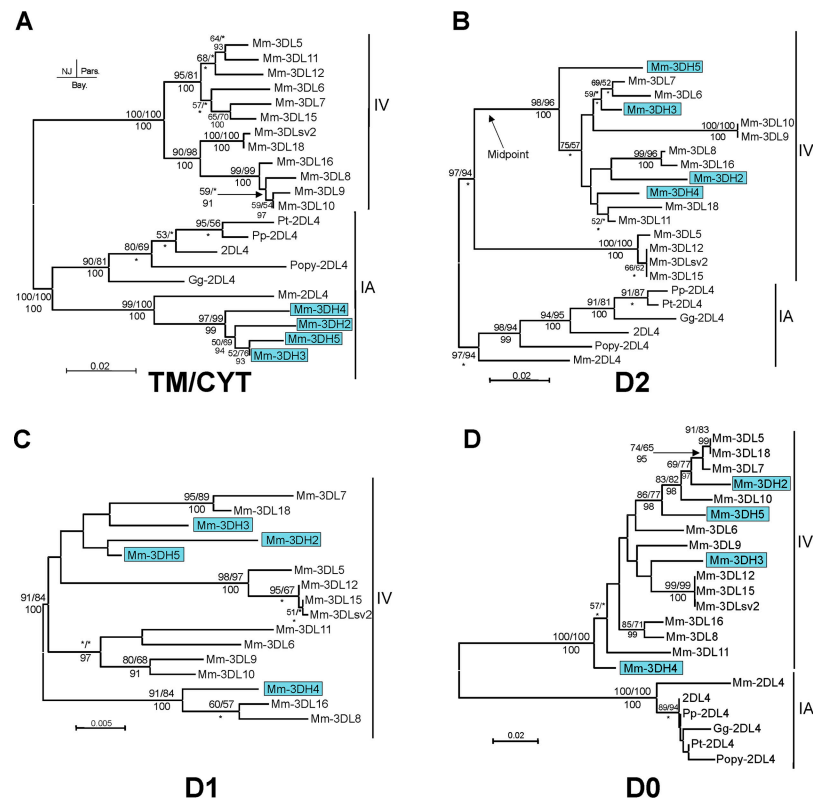 A
NJ Pars.
Bay.
64/*
93
Mm-3DL5
Mm-3DL11
68/*
*
Mm-3DL12
95/81
100
Mm-3DL6
57/*
*
Mm-3DL7
65/70
100
Mm-3DL15
100/100
100
100/100
100
Mm-3DLsv2
Mm-3DL18
90/98
100
Mm-3DL16
99/99
100
Mm-3DL8
59/*
91
Mm-3DL9
59/54
97
Mm-3DL10
IV
Pt-2DL4
95/56
*
Pp-2DL4
53/*
*
2DL4
80/69
*
Popy-2DL4
90/81
100
Gg-2DL4
100/100
100
Mm-2DL4
99/100
100
Mm-3DH4
97/99
99
Mm-3DH2
50/69
94
Mm-3DH5
52/76
93
Mm-3DH3
IA
0.02
TM/CYT
B
Mm-3DH5
98/96
100
69/52
*
Mm-3DL7
59/*
*
Mm-3DL6
Mm-3DH3
Midpoint
100/100
100
Mm-3DL10
Mm-3DL9
75/57
*
99/96
100
Mm-3DL8
Mm-3DL16
Mm-3DH2
97/94
*
Mm-3DH4
Mm-3DL18
52/*
*
Mm-3DL11
Mm-3DL5
100/100
100
Mm-3DL12
Mm-3DLsv2
66/62
*
Mm-3DL15
IV
Pp-2DL4
91/87
*
Pt-2DL4
91/81
100
Gg-2DL4
94/95
100
2DL4
98/94
99
Popy-2DL4
97/94
*
Mm-2DL4
IA
0.02
D2
C
95/89
100
Mm-3DL7
Mm-3DL18
Mm-3DH3
Mm-3DH2
Mm-3DH5
98/97
100
Mm-3DL5
95/67
*
Mm-3DL12
Mm-3DL15
51/*
*
Mm-3DLsv2
91/84
100
Mm-3DL11
*/*
97
Mm-3DL6
80/68
91
Mm-3DL9
Mm-3DL10
91/84
100
Mm-3DH4
60/57
*
Mm-3DL16
Mm-3DL8
IV
0.005
D1
D
91/83
99
Mm-3DL5
74/65
95
Mm-3DL18
69/77
97
Mm-3DL7
83/82
98
Mm-3DH2
86/77
98
Mm-3DL10
Mm-3DH5
Mm-3DL6
Mm-3DL9
Mm-3DH3
99/99
100
Mm-3DL12
Mm-3DL15
Mm-3DLsv2
57/*
*
85/71
99
Mm-3DL16
Mm-3DL8
100/100
100
Mm-3DL11
Mm-3DH4
IV
100/100
100
Mm-2DL4
2DL4
89/94
*
Pp-2DL4
Gg-2DL4
Pt-2DL4
Popy-2DL4
IA
0.02
D0